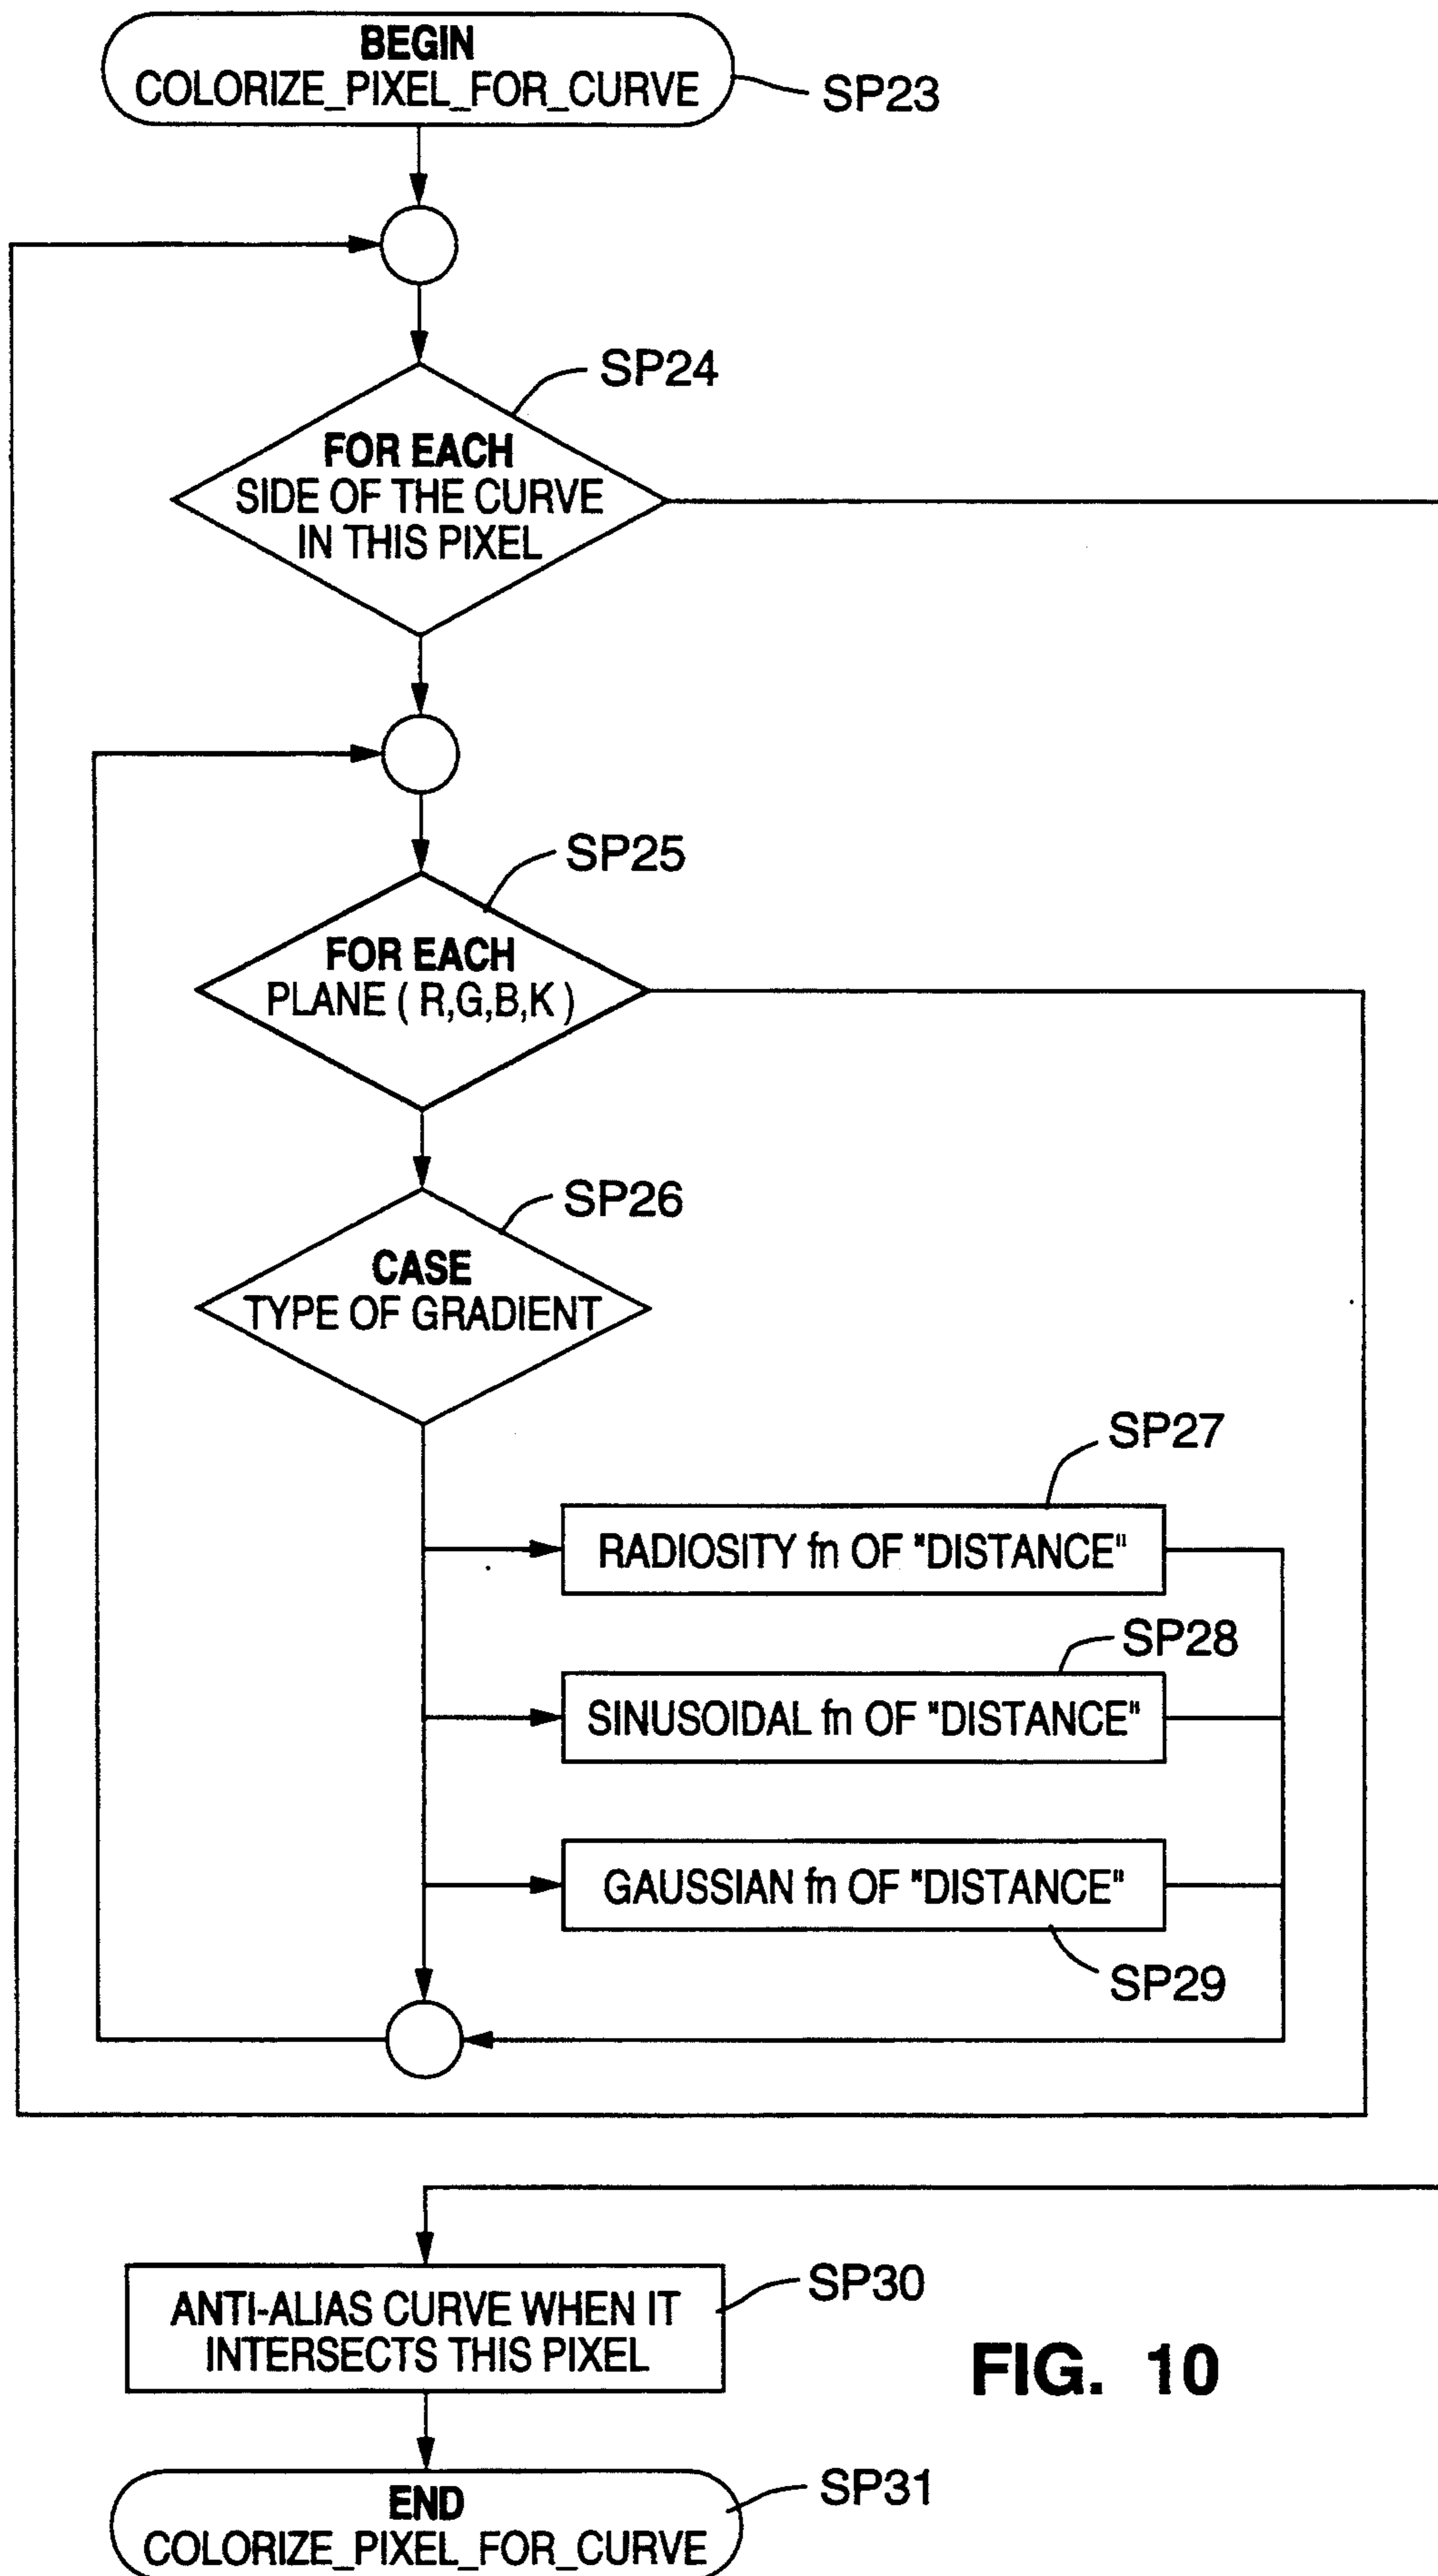 BEGIN
COLORIZE_PIXEL_FOR_CURVE
SP23
SP24
FOR EACH
SIDE OF THE CURVE
IN THIS PIXEL
SP25
FOR EACH
PLANE ( R,G,B,K )
SP26
CASE
TYPE OF GRADIENT
SP27
RADIOSITY fn OF "DISTANCE"
SP28
SINUSOIDAL fn OF "DISTANCE"
GAUSSIAN fn OF "DISTANCE"
SP29
SP30
ANTI-ALIAS CURVE WHEN IT
INTERSECTS THIS PIXEL
FIG. 10
SP31
END
COLORIZE_PIXEL_FOR_CURVE